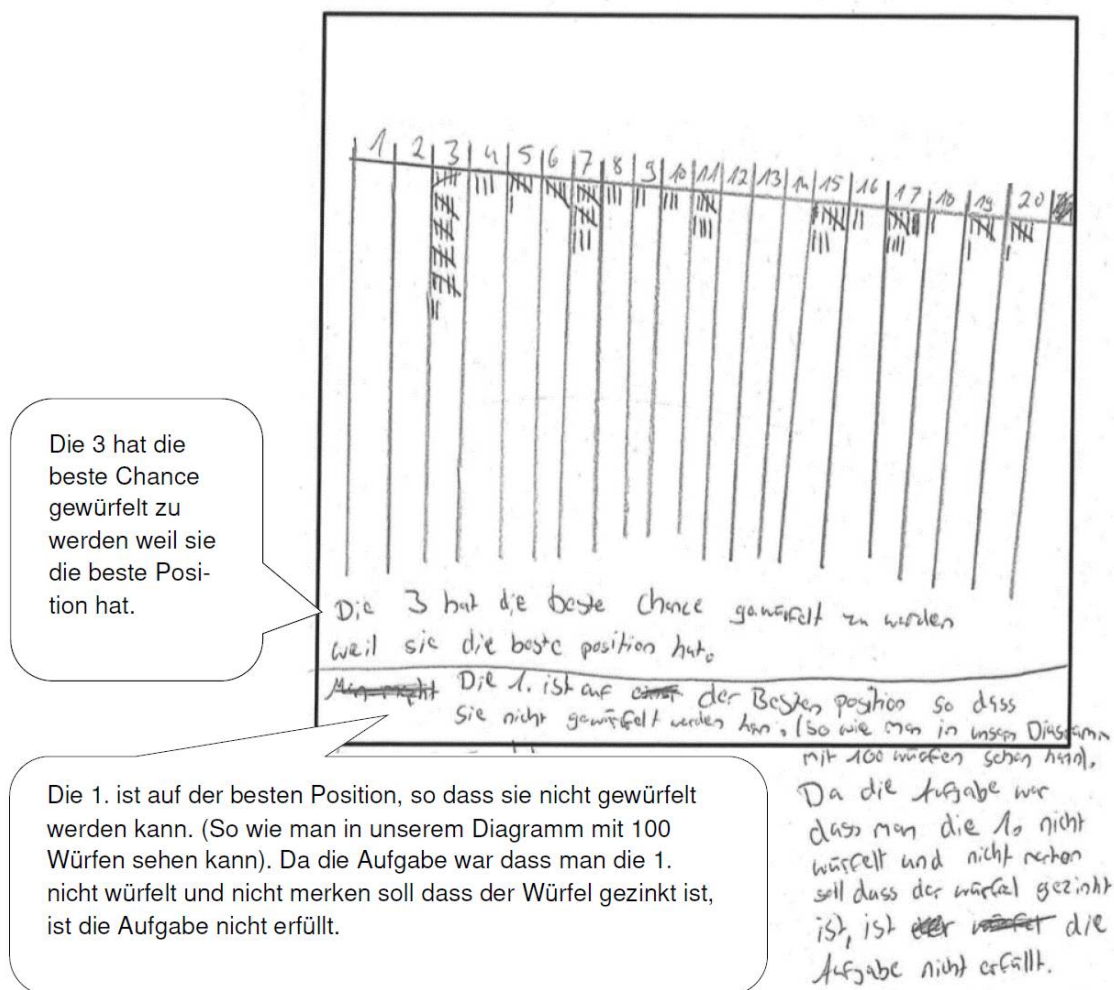 1 2 3 4 5 6 7 8 9 10 11 12 13 14 15 16 17 18 19 20
Die 3 hat die
beste Chance
gewürfelt zu
werden weil sie
die beste Posi-
tion hat.
Die 3 hat die beste Chance gewürfelt zu werden
weil sie die beste position hat.
Die 1. ist auf der Besten position so dass
sie nicht gewürfelt werden kann. (so wie man in unsern Diagramm
mit 100 würfen sehen kann).
Da die Aufgabe war
dass man die 1. nicht
würfelt und nicht merken
soll dass der würfel gezinkt
ist, ist die
Aufgabe nicht erfüllt.
Die 1. ist auf der besten Position, so dass sie nicht gewürfelt
werden kann. (So wie man in unserem Diagramm mit 100
Würfen sehen kann). Da die Aufgabe war dass man die 1.
nicht würfelt und nicht merken soll dass der Würfel gezinkt ist,
ist die Aufgabe nicht erfüllt.